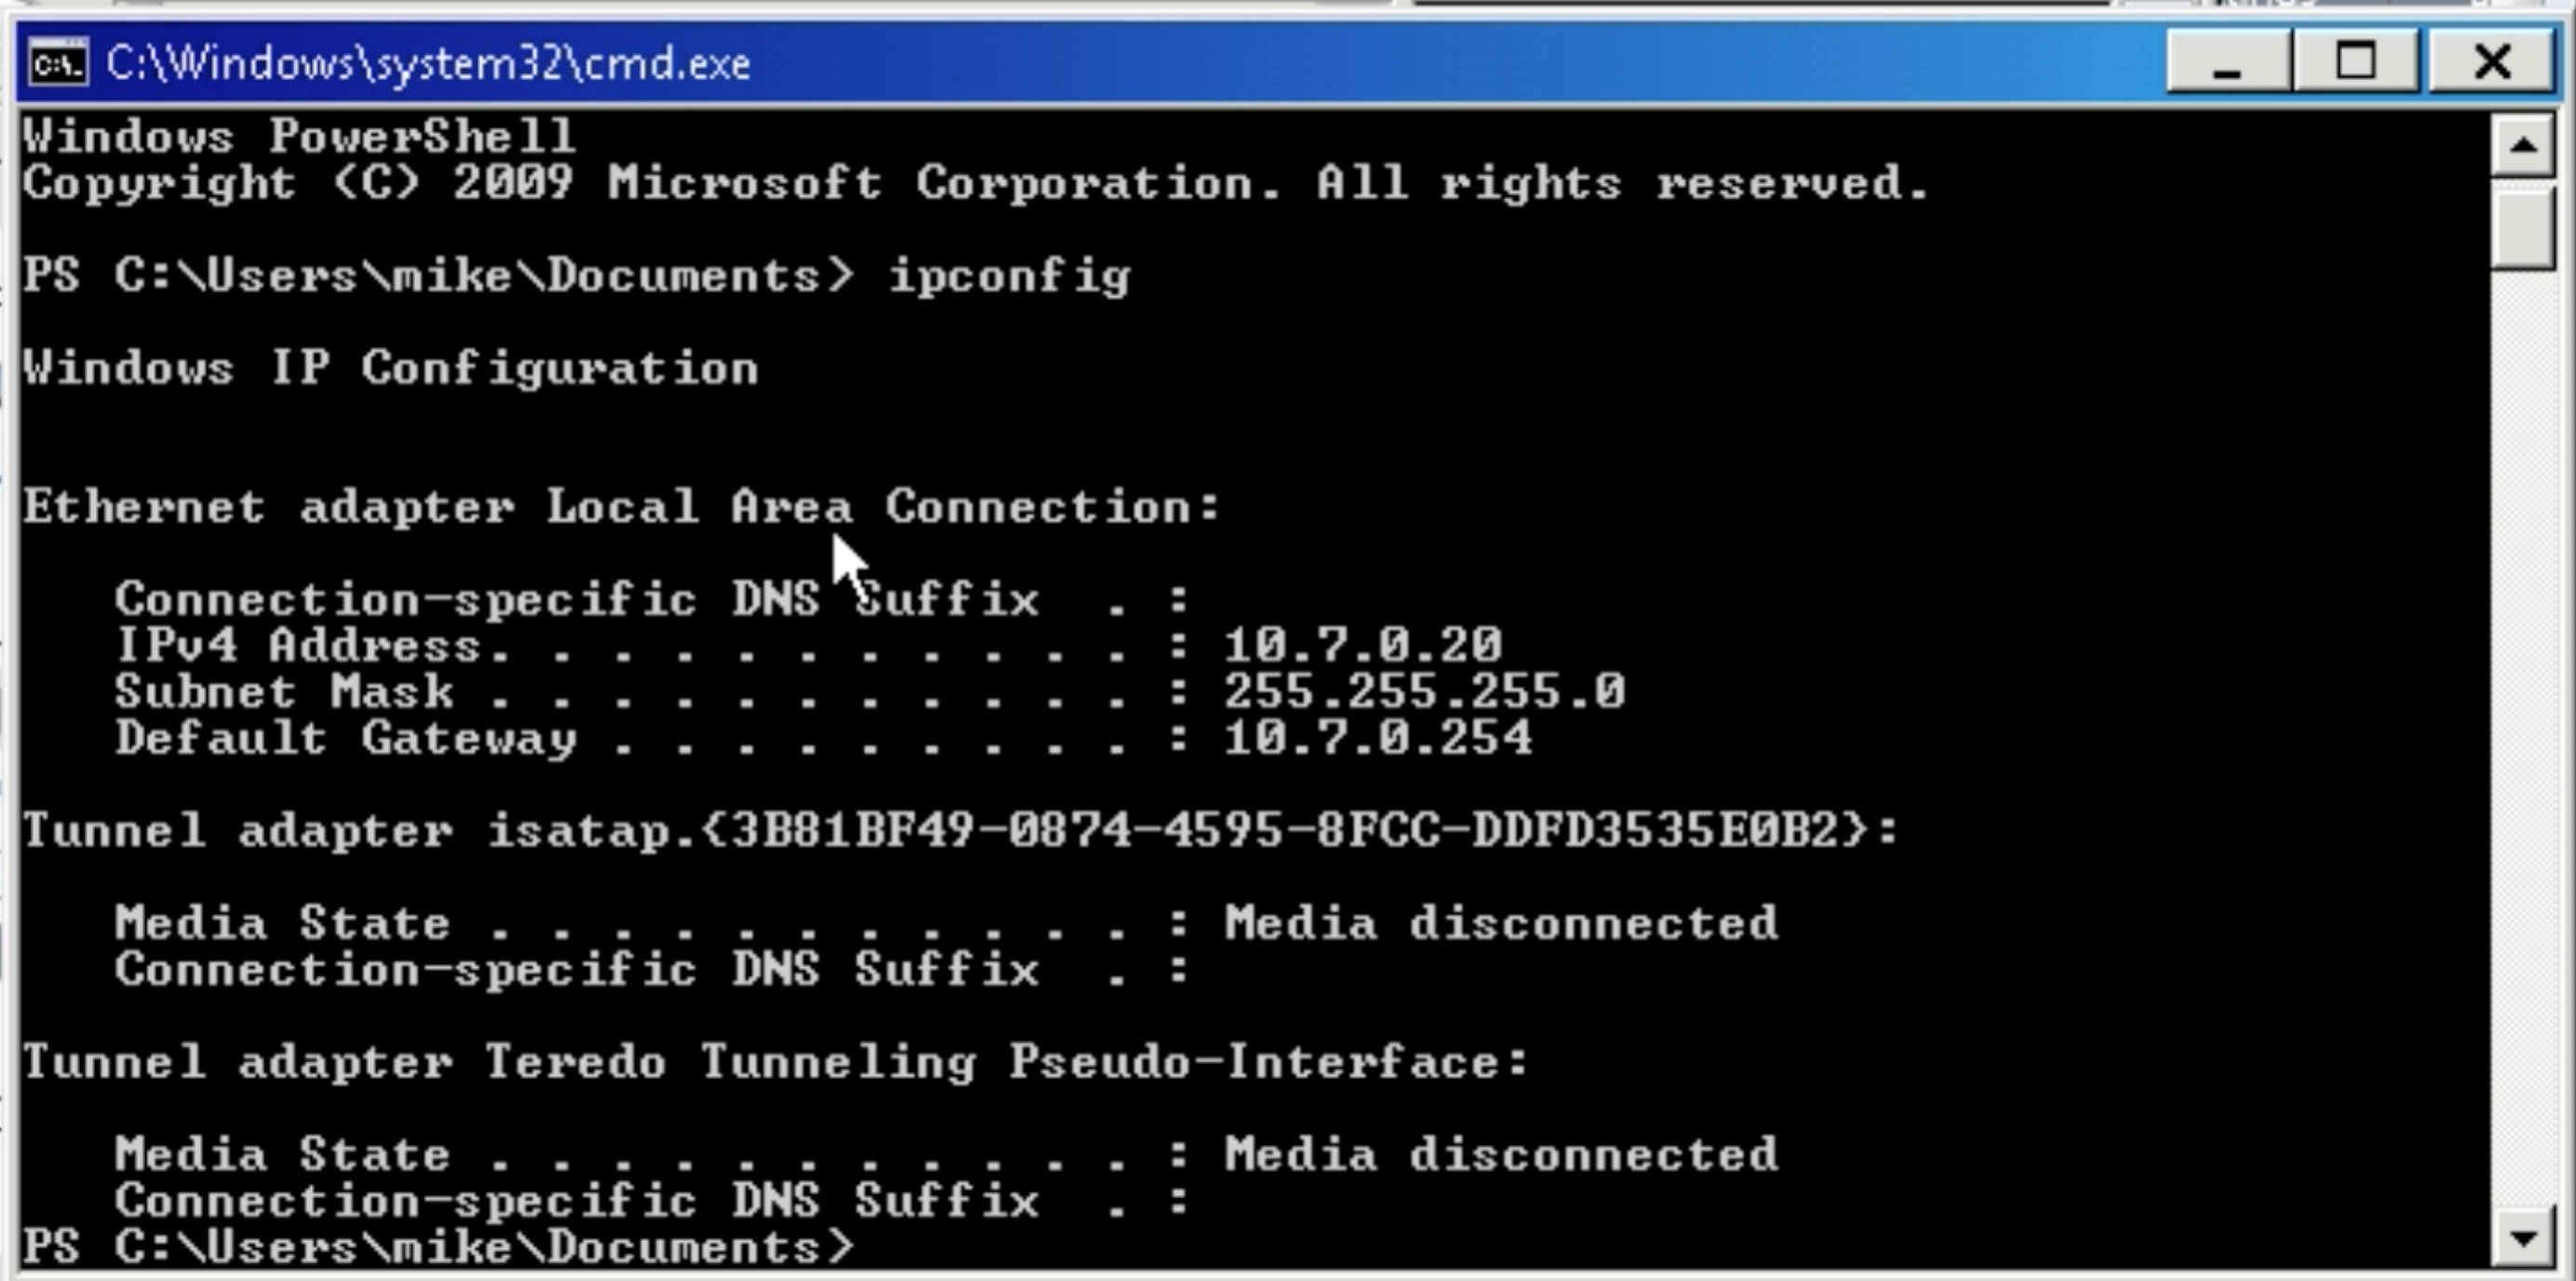 C:\Windows\system32\cmd.exe
Windows PowerShell
Copyright (C) 2009 Microsoft Corporation. All rights reserved.
PS C:\Users\mike\Documents> ipconfig
Windows IP Configuration
Ethernet adapter Local Area Connection:
Connection-specific DNS Suffix  . :
IPv4 Address. . . . . . . . . . . : 10.7.0.20
Subnet Mask . . . . . . . . . . . : 255.255.255.0
Default Gateway . . . . . . . . . : 10.7.0.254
Tunnel adapter isatap.{3B81BF49-0874-4595-8FCC-DDFD3535E0B2}:
Media State . . . . . . . . . . . : Media disconnected
Connection-specific DNS Suffix  . :
Tunnel adapter Teredo Tunneling Pseudo-Interface:
Media State . . . . . . . . . . . : Media disconnected
Connection-specific DNS Suffix  . :
PS C:\Users\mike\Documents>